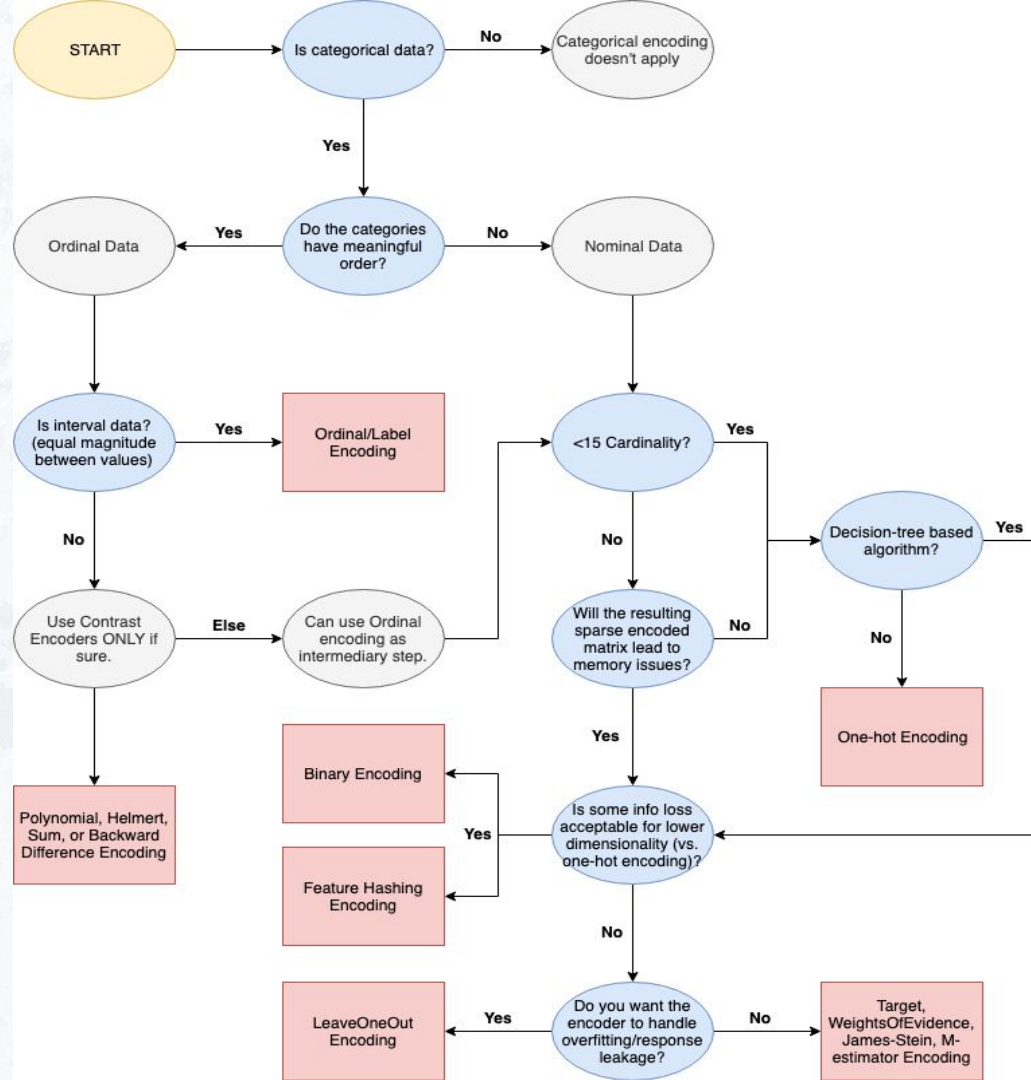 START
Is categorical data?
No
Categorical encoding
doesn't apply
Yes
Ordinal Data
Yes
Do the categories
have meaningful
order?
No
Nominal Data
Is interval data?
(equal magnitude
between values)
Yes
Ordinal/Label
Encoding
<15 Cardinality?
Yes
No
No
Decision-tree based
algorithm?
Yes
Use Contrast
Encoders ONLY if
sure.
Else
Can use Ordinal
encoding as
intermediary step.
Will the resulting
sparse encoded
matrix lead to
memory issues?
No
No
One-hot Encoding
Yes
Binary Encoding
Polynomial, Helmert,
Sum, or Backward
Difference Encoding
Yes
Is some info loss
acceptable for lower
dimensionality (vs.
one-hot encoding)?
Feature Hashing
Encoding
No
LeaveOneOut
Encoding
Yes
Do you want the
encoder to handle
overfitting/response
leakage?
No
Target,
WeightsOfEvidence,
James-Stein, M-
estimator Encoding